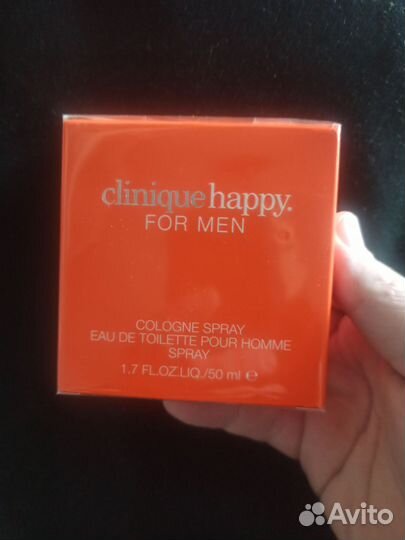 clinique happy.
FOR MEN
COLOGNE SPRAY
EAU DE TOILETTE POUR HOMME
SPRAY
1.7 FL.OZ.LIQ./50 ml ℮
Avito